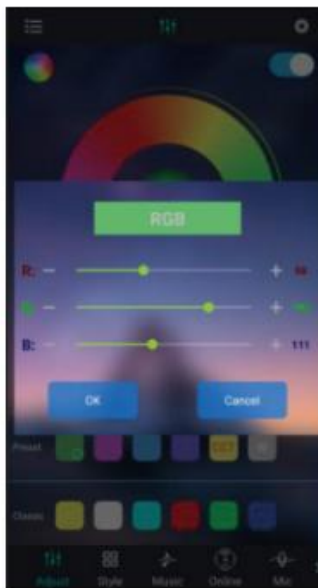 RGB
R: − +
− +
B: − + 111
OK Cancel
Preset
Classic
Adjust Style Music Online Mic